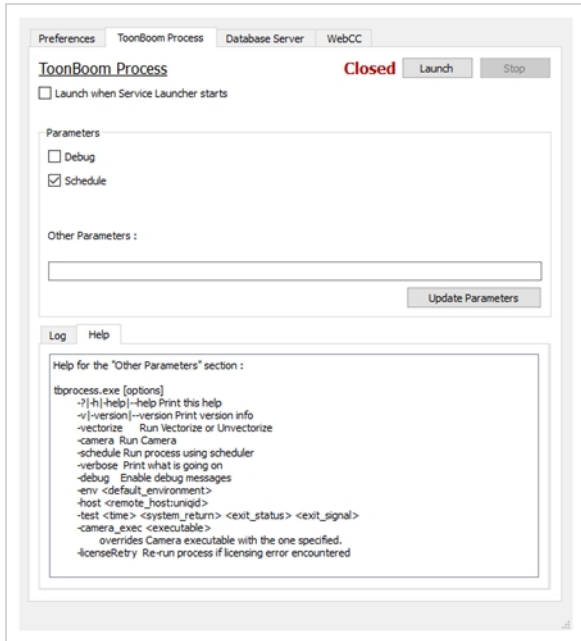 Preferences ToonBoom Process Database Server WebCC
ToonBoom Process Closed Launch Stop
Launch when Service Launcher starts
Parameters
Debug
Schedule
Other Parameters :
Update Parameters
Log Help
Help for the "Other Parameters" section :
tbprocess.exe [options]
-?|-h|-help|--help Print this help
-v|-version|--version Print version info
-vectorize Run Vectorize or Unvectorize
-camera Run Camera
-schedule Run process using scheduler
-verbose Print what is going on
-debug Enable debug messages
-env <default_environment>
-host <remote_host:uniqid>
-test <time> <system_return> <exit_status> <exit_signal>
-camera_exec <executable>
overrides Camera executable with the one specified.
-licenseRetry Re-run process if licensing error encountered